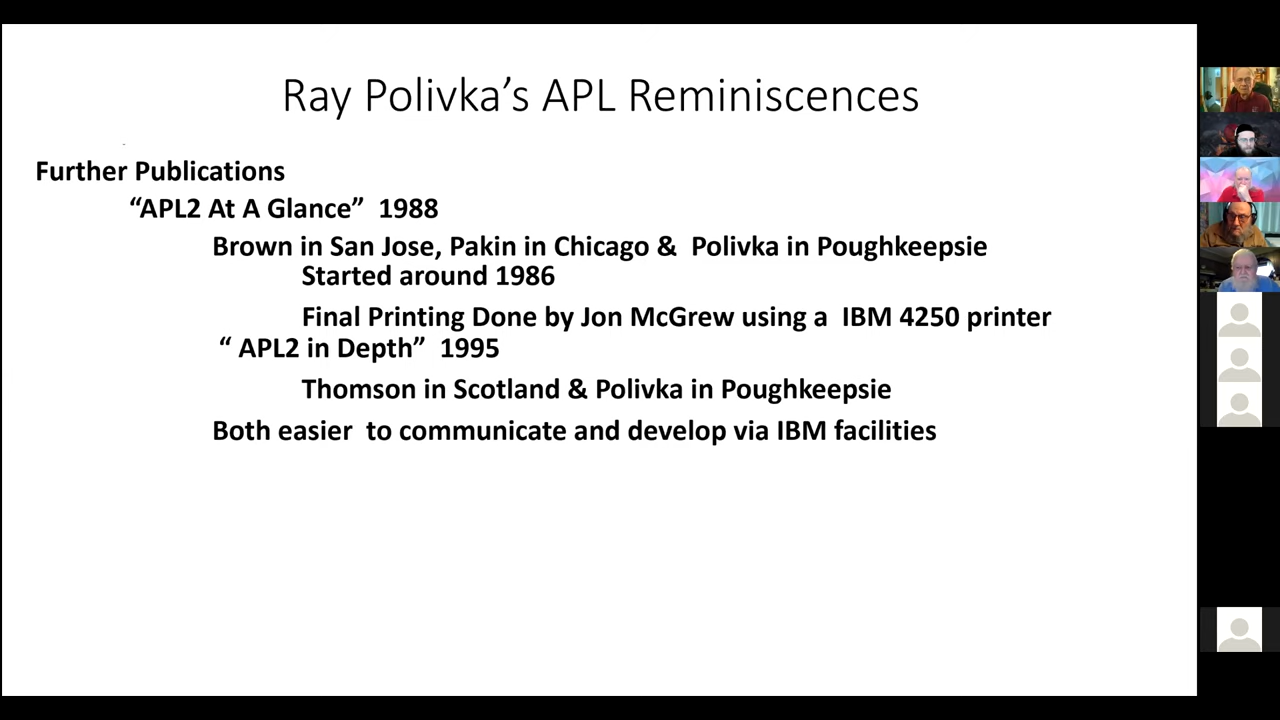 Ray Polivka’s APL Reminiscences
Further Publications
“APL2 At A Glance” 1988
Brown in San Jose, Pakin in Chicago & Polivka in Poughkeepsie
Started around 1986
Final Printing Done by Jon McGrew using a IBM 4250 printer
“ APL2 in Depth” 1995
Thomson in Scotland & Polivka in Poughkeepsie
Both easier to communicate and develop via IBM facilities